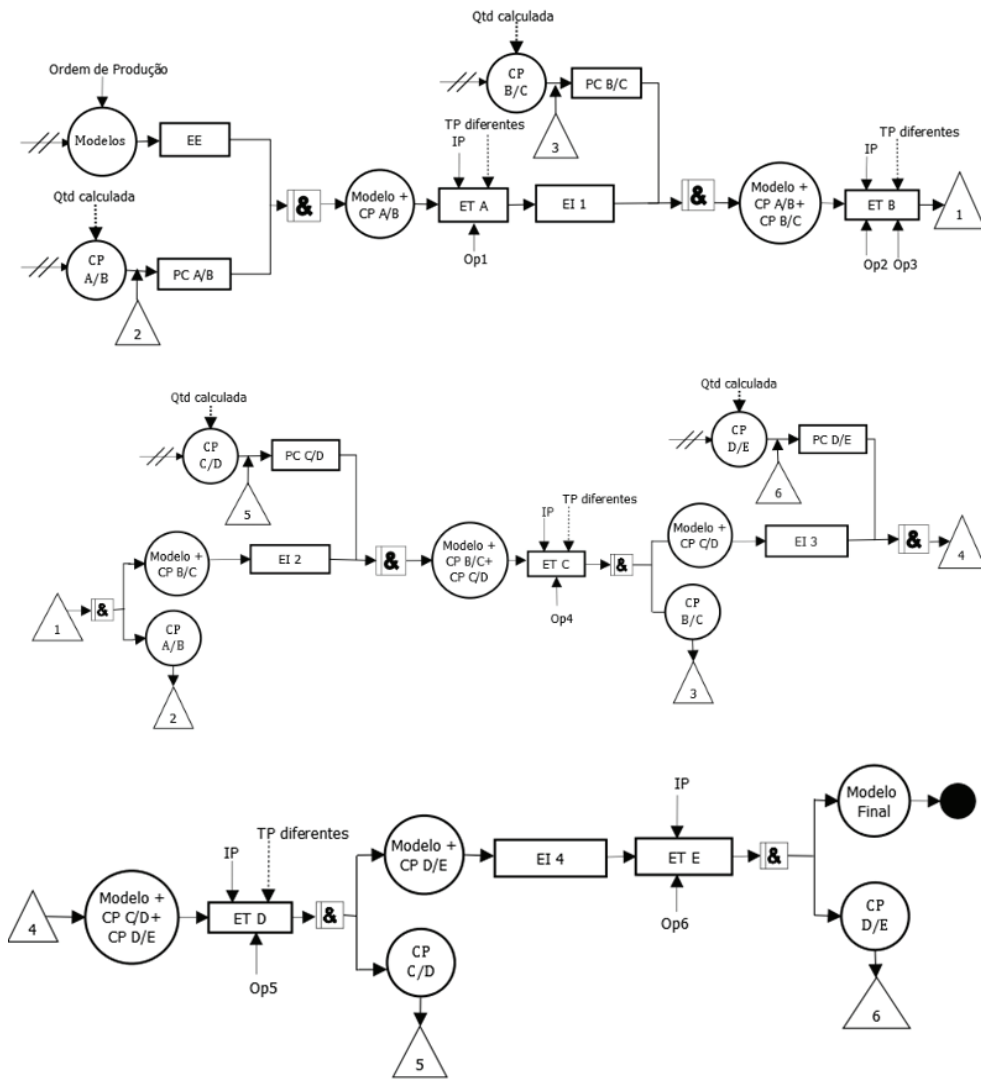 Qtd calculada
CP
B/C
PC B/C
3
Ordem de Produção
Modelos
EE
Qtd calculada
CP
A/B
PC A/B
2
&
Modelo +
CP A/B
IP
TP diferentes
ET A
Op1
EI 1
&
Modelo +
CP A/B+
CP B/C
IP
TP diferentes
ET B
Op2
Op3
1
Qtd calculada
CP
C/D
PC C/D
5
1
&
Modelo +
CP B/C
EI 2
CP
A/B
2
&
Modelo +
CP B/C+
CP C/D
IP
TP diferentes
ET C
Op4
&
Modelo +
CP C/D
EI 3
CP
B/C
3
Qtd calculada
CP
D/E
PC D/E
6
&
4
4
Modelo +
CP C/D+
CP D/E
IP
TP diferentes
ET D
Op5
&
Modelo +
CP D/E
CP
C/D
5
EI 4
IP
ET E
Op6
&
Modelo
Final
CP
D/E
6